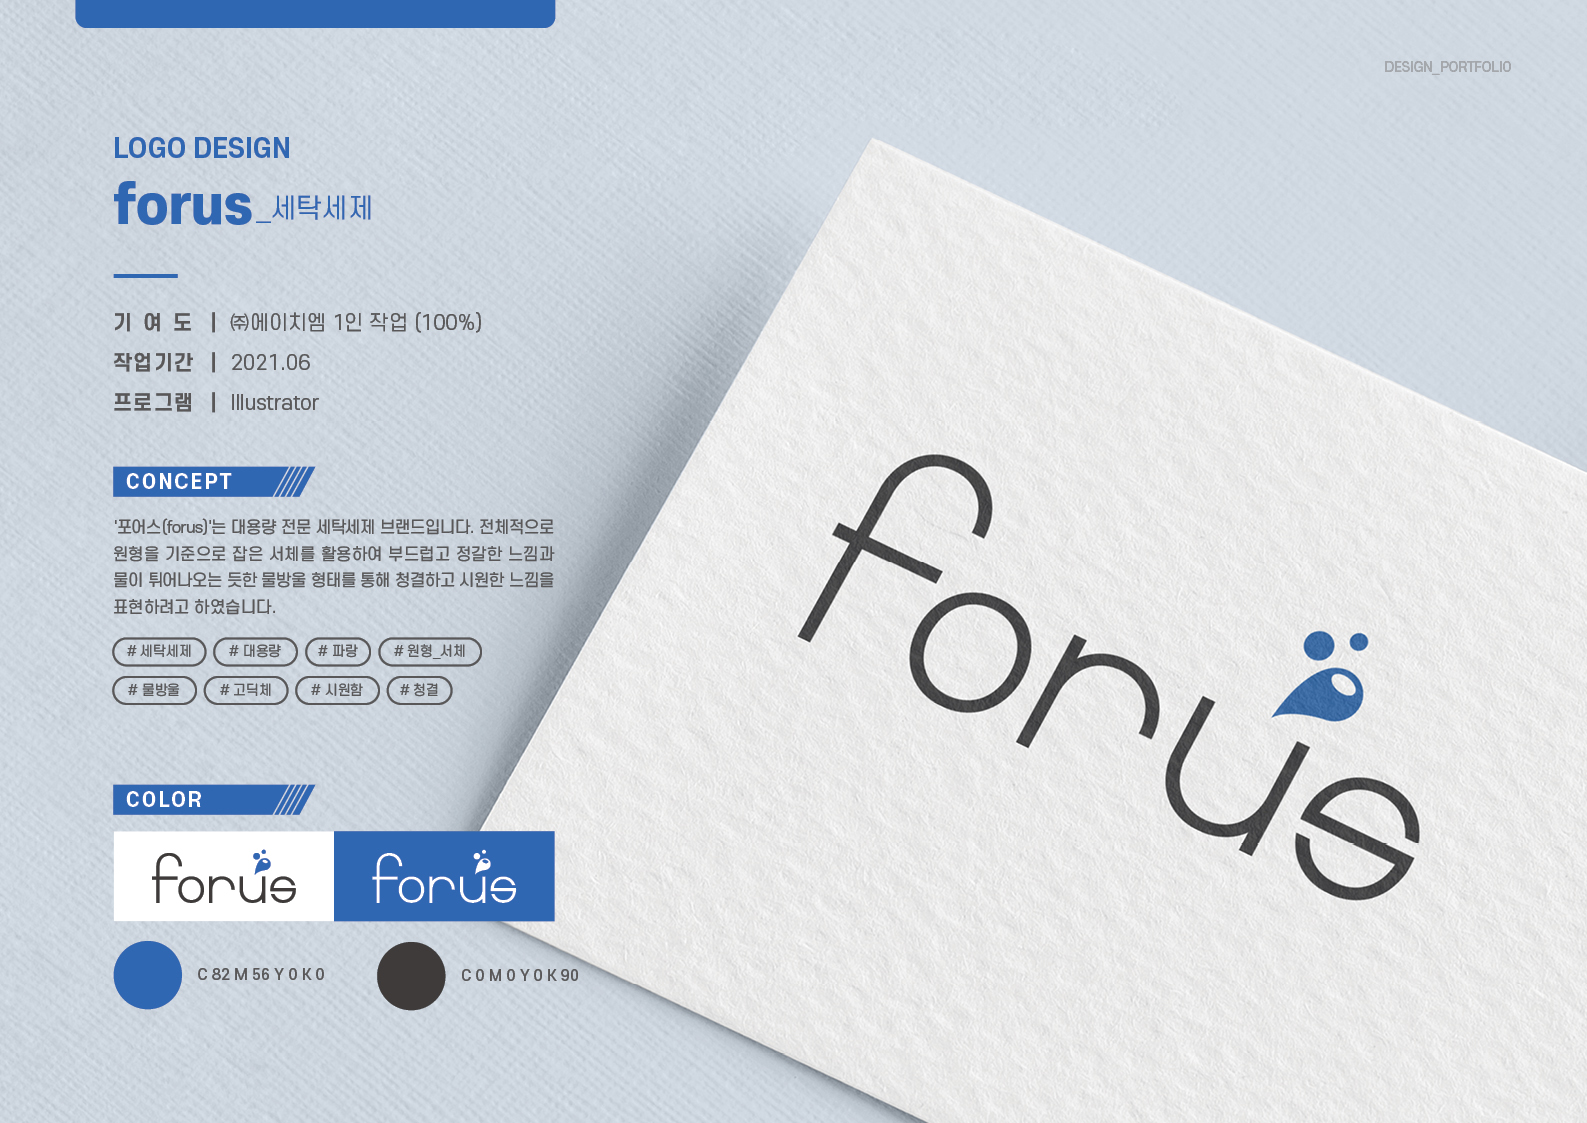 DESIGN_PORTFOLIO
LOGO DESIGN
forus_세탁세제
기 여 도 | ㈜에이치엠 1인 작업 (100%)
작업기간 | 2021.06
프로그램 | Illustrator
CONCEPT
'포어스(forus)'는 대용량 전문 세탁세제 브랜드입니다. 전체적으로
원형을 기준으로 잡은 서체를 활용하여 부드럽고 정갈한 느낌과
물이 튀어나오는 듯한 물방울 형태를 통해 청결하고 시원한 느낌을
표현하려고 하였습니다.
# 세탁세제 # 대용량 # 파랑 # 원형_서체
# 물방울 # 고딕체 # 시원함 # 청결
COLOR
forus forus
C 82 M 56 Y 0 K 0 C 0 M 0 Y 0 K 90
forus